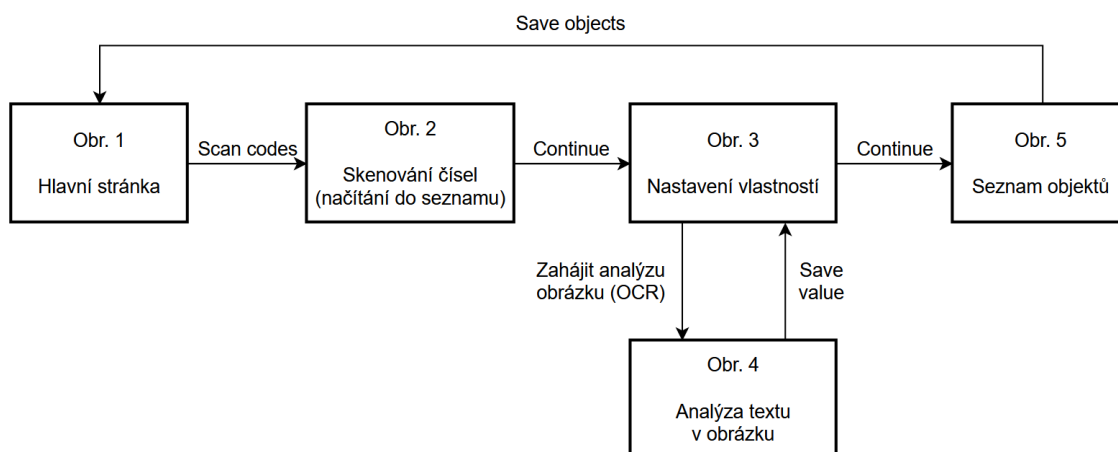 Save objects
Obr. 1
Hlavní stránka
Scan codes
Obr. 2
Skenování čísel
(načítání do seznamu)
Continue
Obr. 3
Nastavení vlastností
Continue
Obr. 5
Seznam objektů
Zahájit analýzu
obrázku (OCR)
Save
value
Obr. 4
Analýza textu
v obrázku